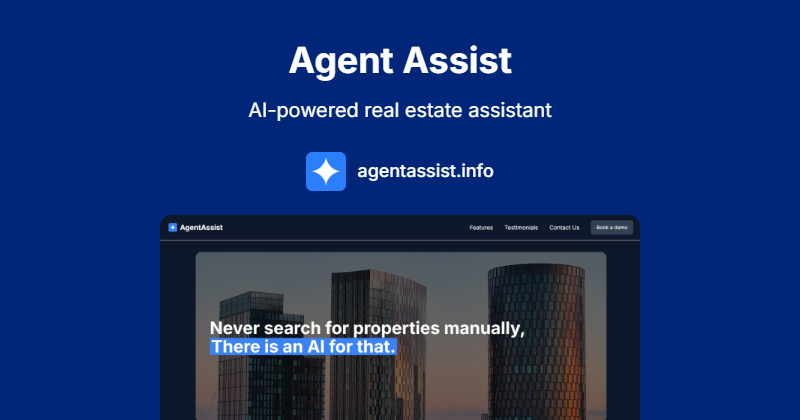 Agent Assist
AI-powered real estate assistant
agentassist.info
AgentAssist
Features Testimonials Contact Us Book a demo
Never search for properties manually,
There is an AI for that.